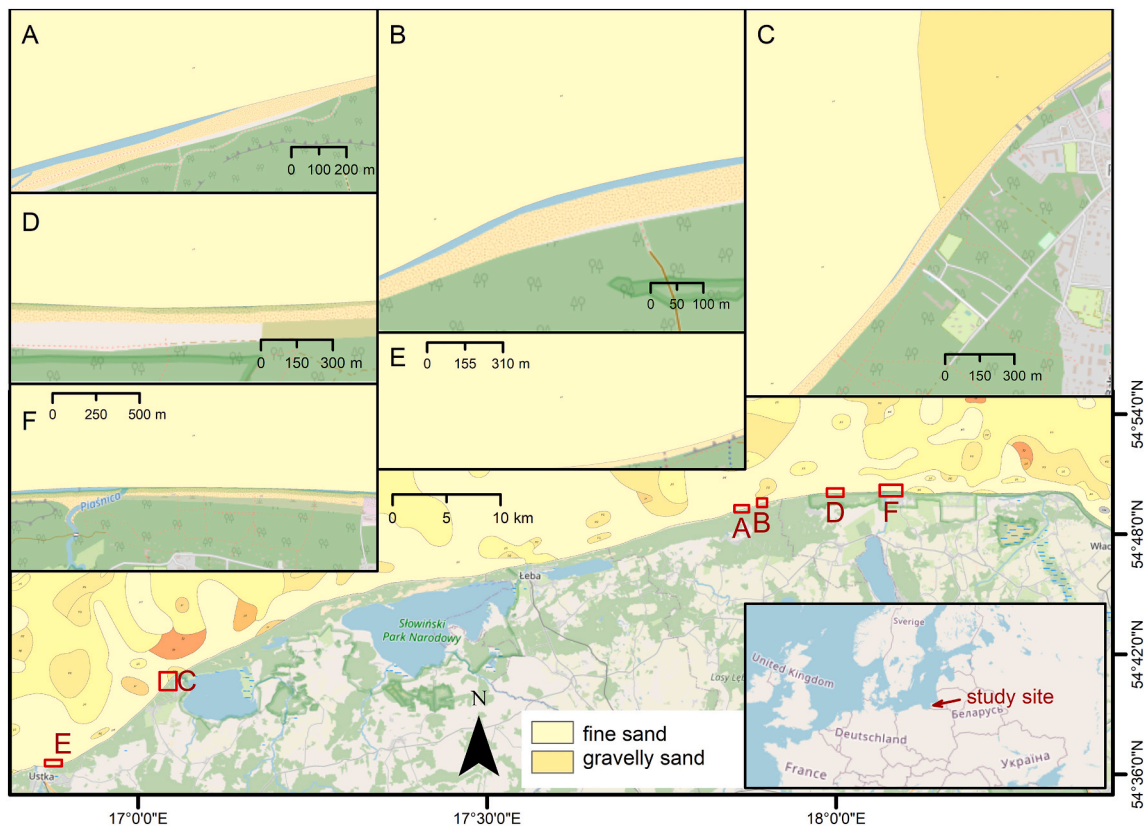 A
0 100 200 m
B
0 50 100 m
C
0 150 300 m
D
0 150 300 m
E
0 155 310 m
F
0 250 500 m
Piaśnica
0 5 10 km
A
B
D
F
C
E
Łeba
Słowiński
Park Narodowy
Ustka
N
fine sand
gravelly sand
Sverige
United Kingdom
study site
Беларусь
Deutschland
France
Україна
54°54'0"N
54°48'0"N
54°42'0"N
54°36'0"N
17°0'0"E
17°30'0"E
18°0'0"E